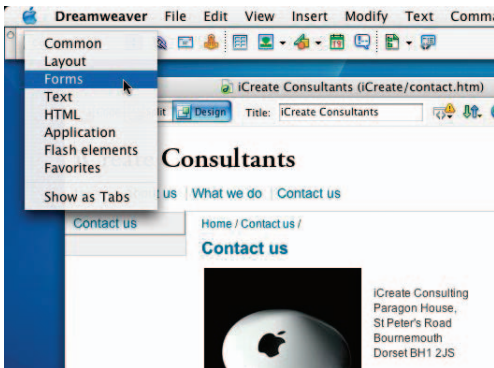 Dreamweaver File Edit View Insert Modify Text Comma
Common
Layout
Forms
Text
HTML
Application
Flash elements
Favorites
Show as Tabs
iCreate Consultants (iCreate/contact.htm)
it Design Title: iCreate Consultants
Consultants
us What we do Contact us
Contact us
Home / Contact us /
Contact us
iCreate Consulting
Paragon House,
St Peter's Road
Bournemouth
Dorset BH1 2JS